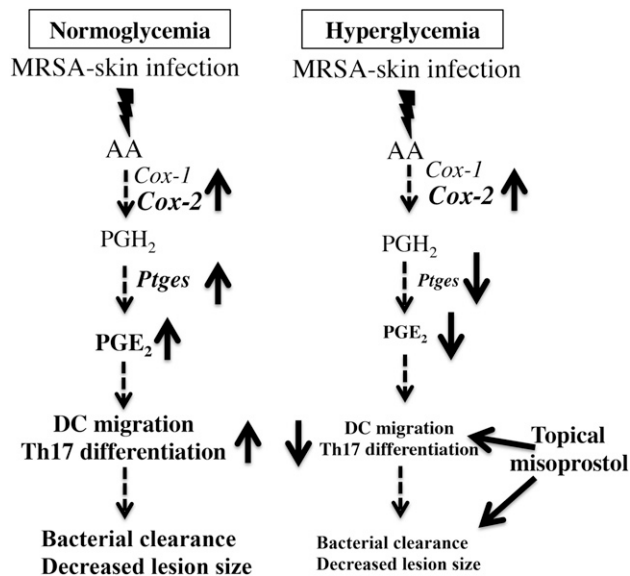 Normoglycemia
MRSA-skin infection
AA
Cox-1
Cox-2
PGH₂
Ptges
PGE₂
DC migration
Th17 differentiation
Bacterial clearance
Decreased lesion size
Hyperglycemia
MRSA-skin infection
AA
Cox-1
Cox-2
PGH₂
Ptges
PGE₂
DC migration
Th17 differentiation
Bacterial clearance
Decreased lesion size
Topical
misoprostol